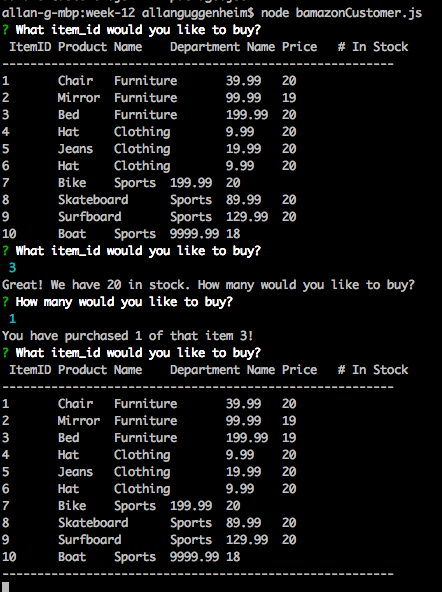 allan-g-mbp:week-12 allanguggenheim$ node bamazonCustomer.js
? What item_id would you like to buy?
ItemID Product Name Department Name Price # In Stock
--------------------------------------------------------
1 Chair Furniture 39.99 20
2 Mirror Furniture 99.99 19
3 Bed Furniture 199.99 20
4 Hat Clothing 9.99 20
5 Jeans Clothing 19.99 20
6 Hat Clothing 9.99 20
7 Bike Sports 199.99 20
8 Skateboard Sports 89.99 20
9 Surfboard Sports 129.99 20
10 Boat Sports 9999.99 18
? What item_id would you like to buy?
3
Great! We have 20 in stock. How many would you like to buy?
? How many would you like to buy?
1
You have purchased 1 of that item 3!
? What item_id would you like to buy?
ItemID Product Name Department Name Price # In Stock
--------------------------------------------------------
1 Chair Furniture 39.99 20
2 Mirror Furniture 99.99 19
3 Bed Furniture 199.99 19
4 Hat Clothing 9.99 20
5 Jeans Clothing 19.99 20
6 Hat Clothing 9.99 20
7 Bike Sports 199.99 20
8 Skateboard Sports 89.99 20
9 Surfboard Sports 129.99 20
10 Boat Sports 9999.99 18
--------------------------------------------------------